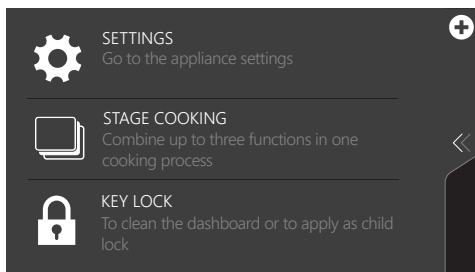 SETTINGS
Go to the appliance settings
STAGE COOKING
Combine up to three functions in one
cooking process
KEY LOCK
To clean the dashboard or to apply as child
lock